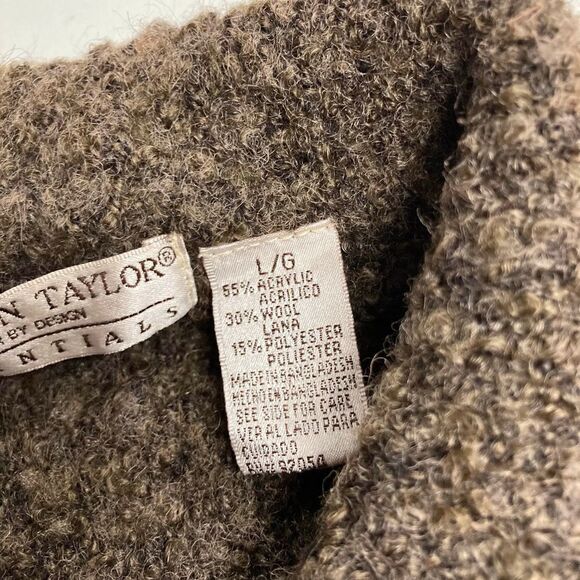 N TAYLOR®
BY DESIGN
NTIALS
L/G
55% ACRYLIC
ACRILICO
30% WOOL
LANA
15% POLYESTER
POLIESTER
MADE IN BANGLADESH
HECHO EN BANGLADESH
SEE SIDE FOR CARE
VER AL LADO PARA
CUIDADO